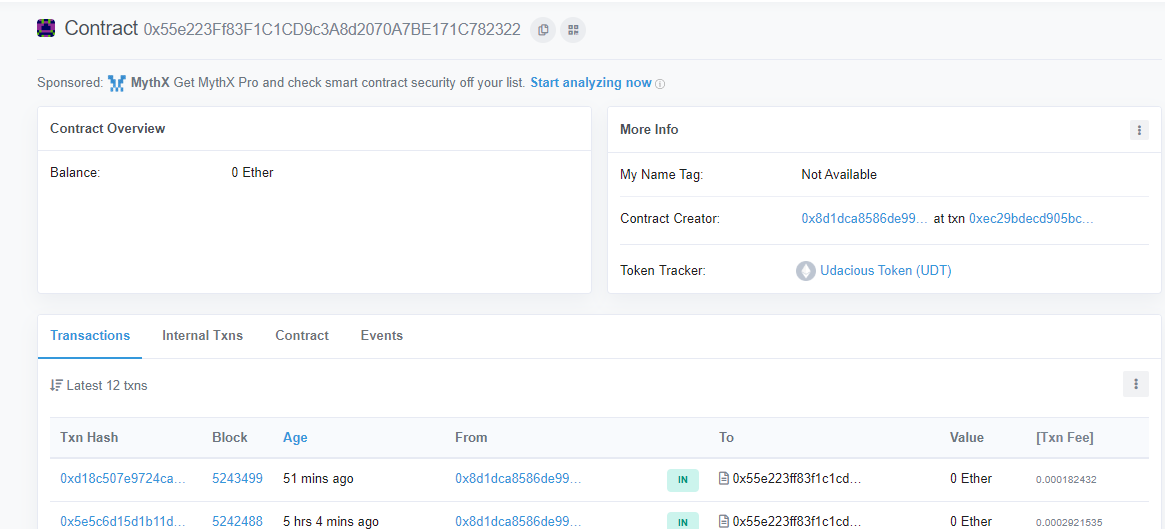 Contract 0x55e223Ff83F1C1CD9c3A8d2070A7BE171C782322
Sponsored: MythX Get MythX Pro and check smart contract security off your list. Start analyzing now
Contract Overview
Balance: 0 Ether
More Info
My Name Tag: Not Available
Contract Creator: 0x8d1dca8586de99... at txn 0xec29bdecd905bc...
Token Tracker: Udacious Token (UDT)
Transactions Internal Txns Contract Events
Latest 12 txns
Txn Hash Block Age From To Value [Txn Fee]
0xd18c507e9724ca... 5243499 51 mins ago 0x8d1dca8586de99... IN 0x55e223ff83f1c1cd... 0 Ether 0.000182432
0x5e5c6d15d1b11d... 5242488 5 hrs 4 mins ago 0x8d1dca8586de99... IN 0x55e223ff83f1c1cd... 0 Ether 0.0002921535